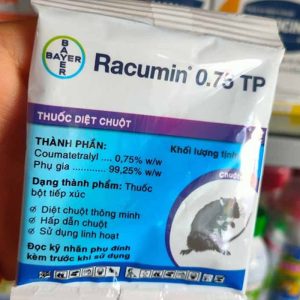 BAYER
BAYER
Racumin® 0.75 TP
THUỐC DIỆT CHUỘT
THÀNH PHẦN:
Coumatetralyl .... 0,75% w/w
Phụ gia ............ 99,25% w/w
Khối lượng tịnh
Dạng thành phẩm: Thuốc
bột tiếp xúc
Chuột
Diệt chuột thông minh
Hấp dẫn chuột
Sử dụng linh hoạt
Đọc kỹ nhãn phụ đính
kèm trước khi sử dụng